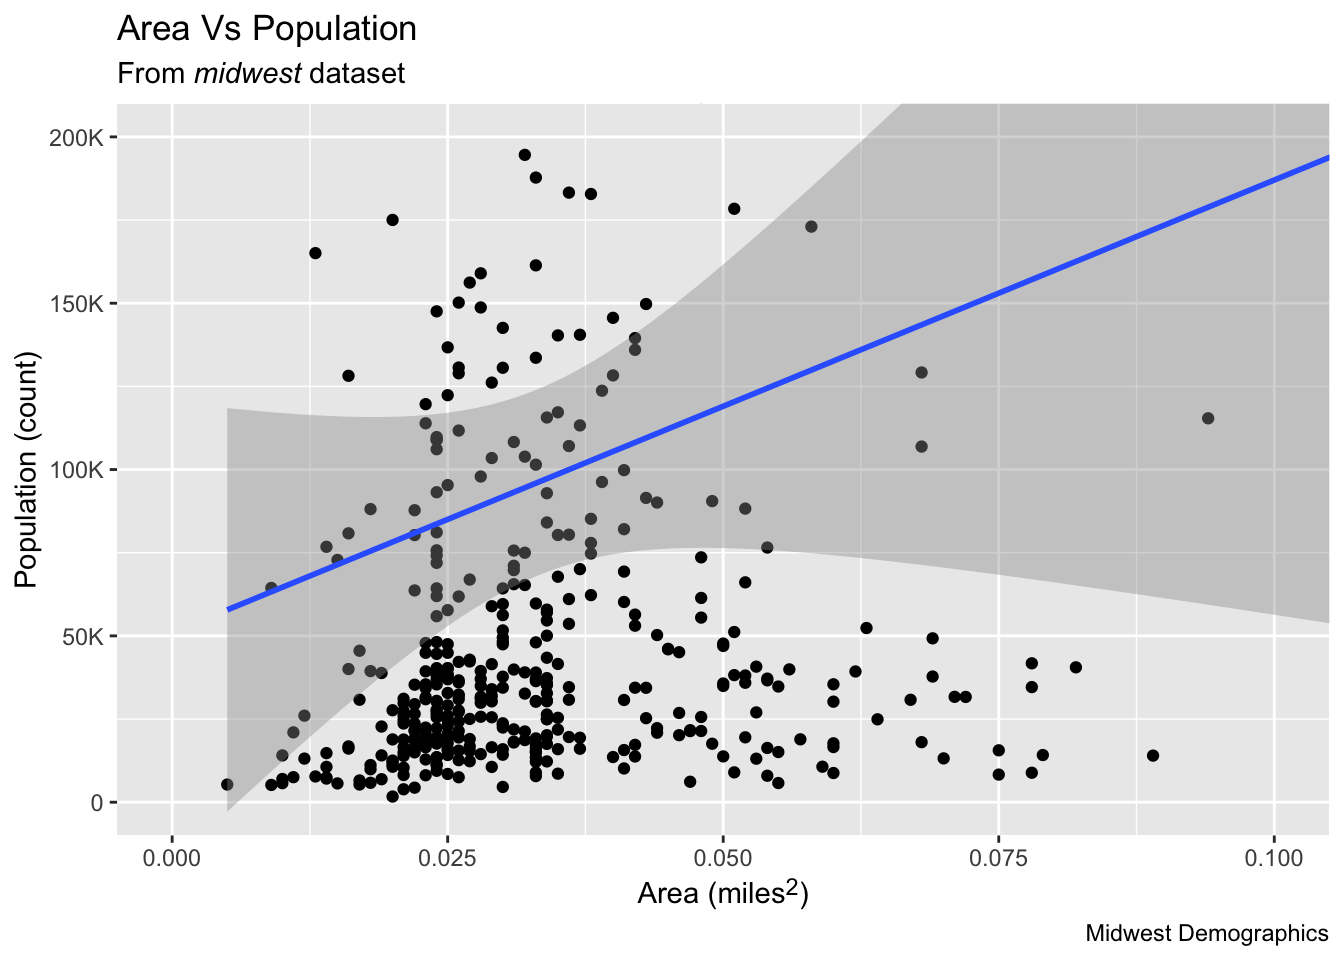 Area Vs Population
From midwest dataset
Population (count)
200K
150K
100K
50K
0
0.000 0.025 0.050 0.075 0.100
Area (miles²)
Midwest Demographics